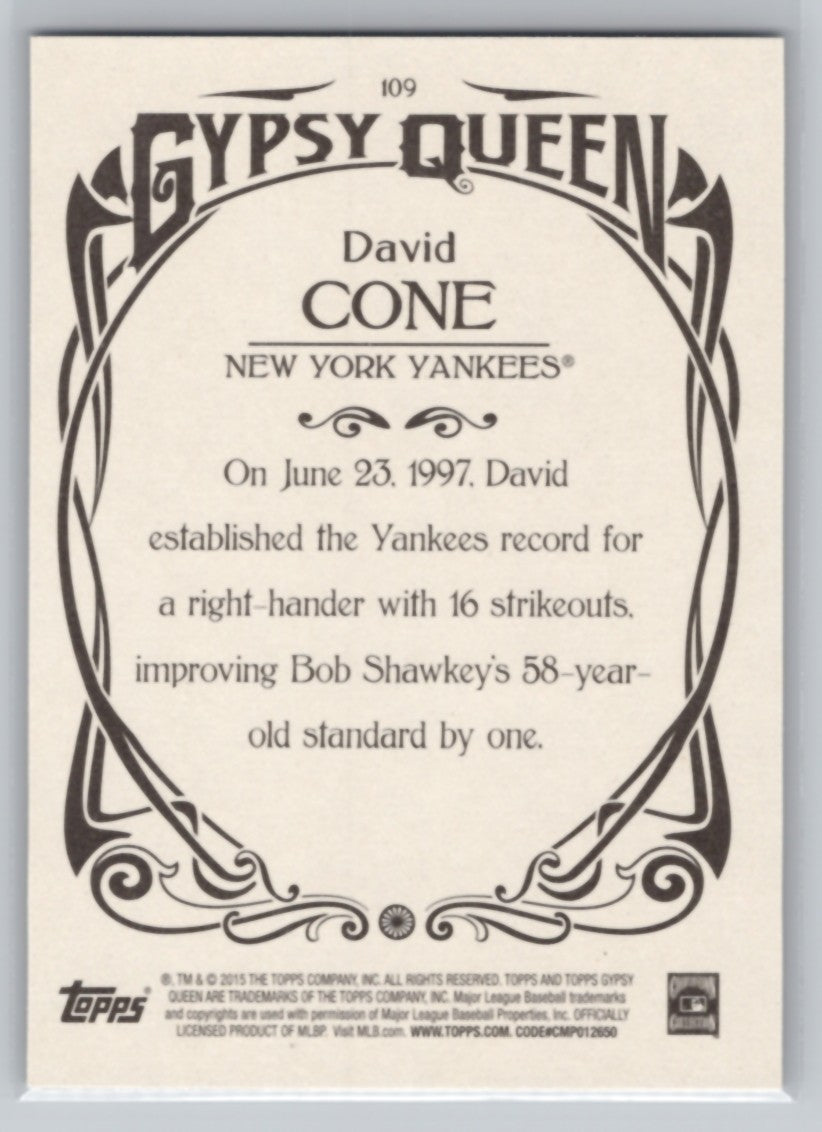 109
GYPSY QUEEN
David
CONE
NEW YORK YANKEES®
On June 23, 1997, David
established the Yankees record for
a right-hander with 16 strikeouts,
improving Bob Shawkey's 58-year-
old standard by one.
Topps®
®, TM & © 2015 THE TOPPS COMPANY, INC. ALL RIGHTS RESERVED. TOPPS AND TOPPS GYPSY
QUEEN ARE TRADEMARKS OF THE TOPPS COMPANY, INC. Major League Baseball trademarks
and copyrights are used with permission of Major League Baseball Properties, Inc. OFFICIALLY
LICENSED PRODUCT OF MLBP. Visit MLB.com. WWW.TOPPS.COM. CODE#CMP012650
COOPERSTOWN
COLLECTION